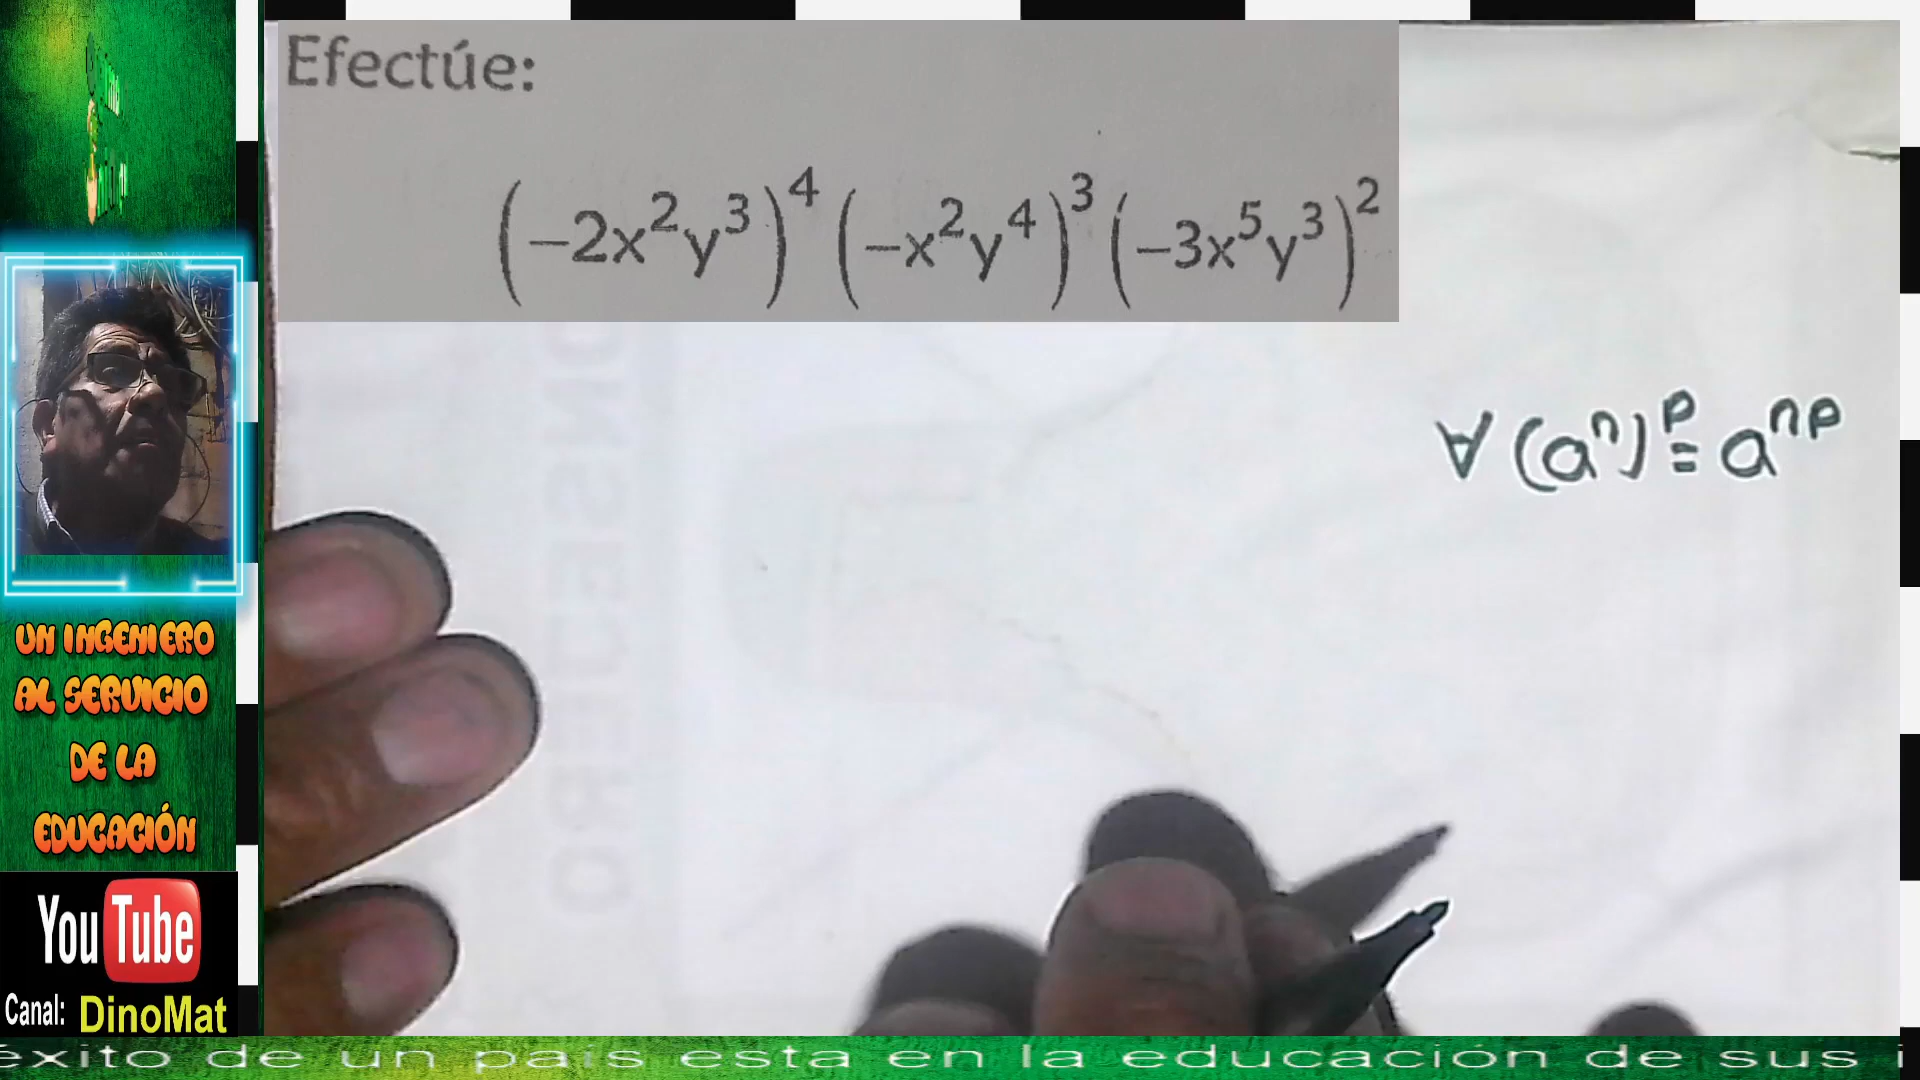 Efectúe:
(−2x²y³)⁴ (−x²y⁴)³ (−3x⁵y³)²
∀ (aⁿ)ᵖ = aⁿᵖ
UN INGENIERO
AL SERVICIO
DE LA
EDUCACIÓN
YouTube
Canal: DinoMat
éxito de un país esta en la educación de sus